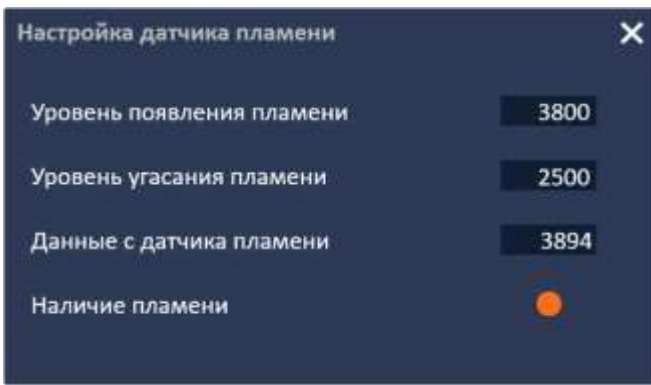 Настройка датчика пламени
Уровень появления пламени 3800
Уровень угасания пламени 2500
Данные с датчика пламени 3894
Наличие пламени